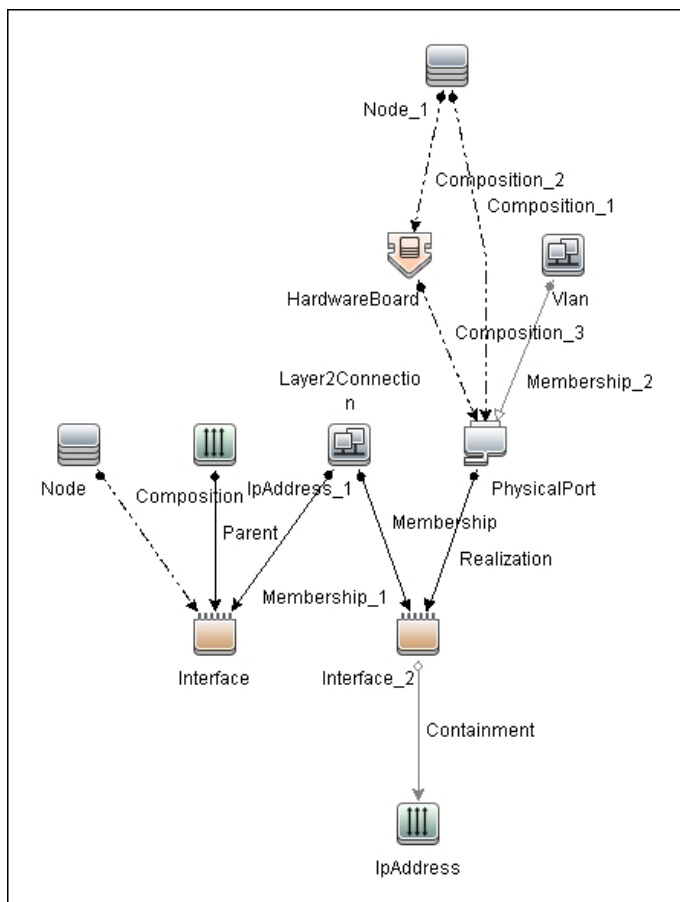 Node_1
Composition_2
Composition_1
HardwareBoard
Vlan
Composition_3
Layer2Connectio
n
Membership_2
Node
Composition
IpAddress_1
PhysicalPort
Parent
Membership
Realization
Membership_1
Interface
Interface_2
Containment
IpAddress